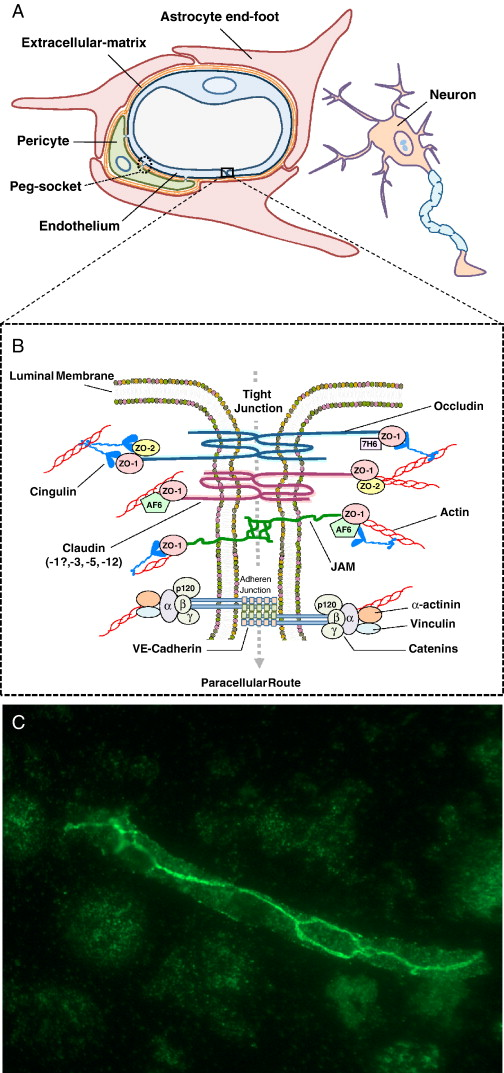 A
Astrocyte end-foot
Extracellular-matrix
Neuron
Pericyte
Peg-socket
Endothelium
B
Luminal Membrane
Tight
Junction
Occludin
ZO-2
ZO-1
ZO-1
7H6
Cingulin
ZO-1
AF6
ZO-1
ZO-2
Claudin
(-1?,-3, -5, -12)
ZO-1
ZO-1
AF6
Actin
JAM
Adheren
Junction
p120
α
β
γ
p120
β
α
γ
α-actinin
Vinculin
VE-Cadherin
Catenins
Paracellular Route
C